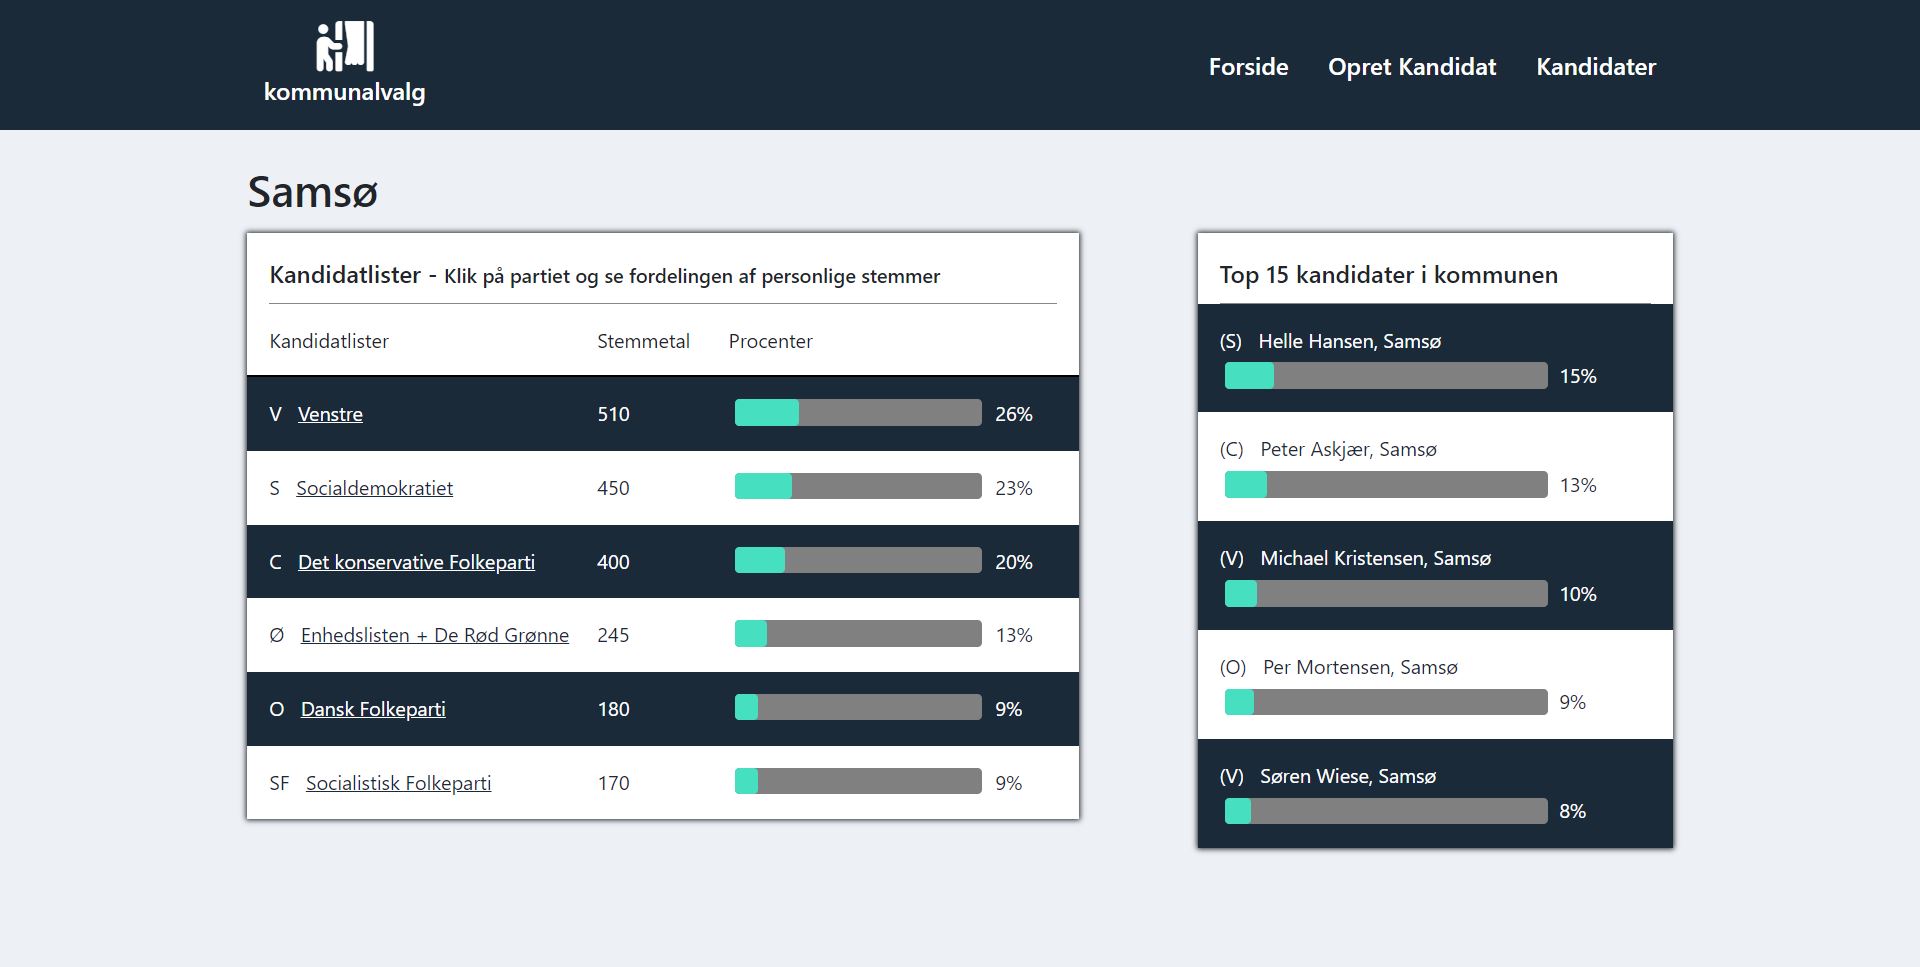 kommunalvalg
Forside Opret Kandidat Kandidater
Samsø
Kandidatlister - Klik på partiet og se fordelingen af personlige stemmer
Kandidatlister Stemmetal Procenter
V Venstre 510 26%
S Socialdemokratiet 450 23%
C Det konservative Folkeparti 400 20%
Ø Enhedslisten + De Rød Grønne 245 13%
O Dansk Folkeparti 180 9%
SF Socialistisk Folkeparti 170 9%
Top 15 kandidater i kommunen
(S) Helle Hansen, Samsø
15%
(C) Peter Askjær, Samsø
13%
(V) Michael Kristensen, Samsø
10%
(O) Per Mortensen, Samsø
9%
(V) Søren Wiese, Samsø
8%